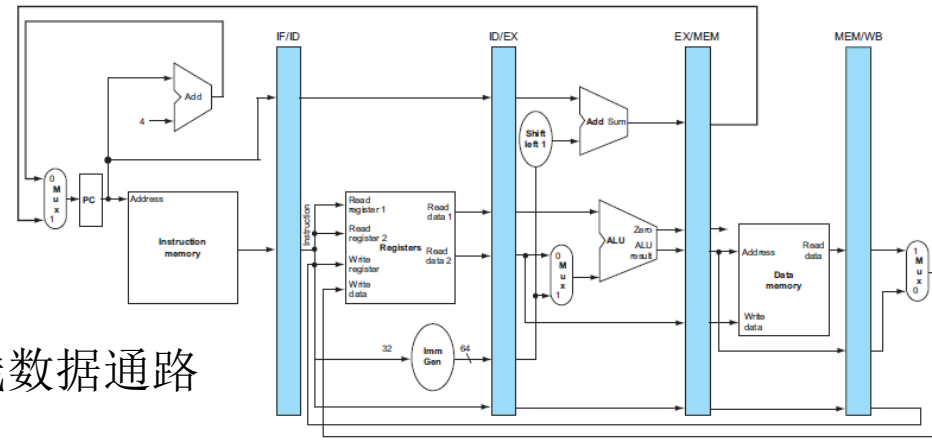 IF/ID
ID/EX
EX/MEM
MEM/WB
Add
4
Shift
left 1
Add Sum
0
M
u
x
1
PC
Address
Instruction
memory
Instruction
Read
register 1
Read
register 2
Registers
Write
register
Write
data
Read
data 1
Read
data 2
0
M
u
x
1
Zero
ALU
ALU
result
Address
Read
data
Data
memory
Write
data
1
M
u
x
0
32
Imm
Gen
64
数据通路